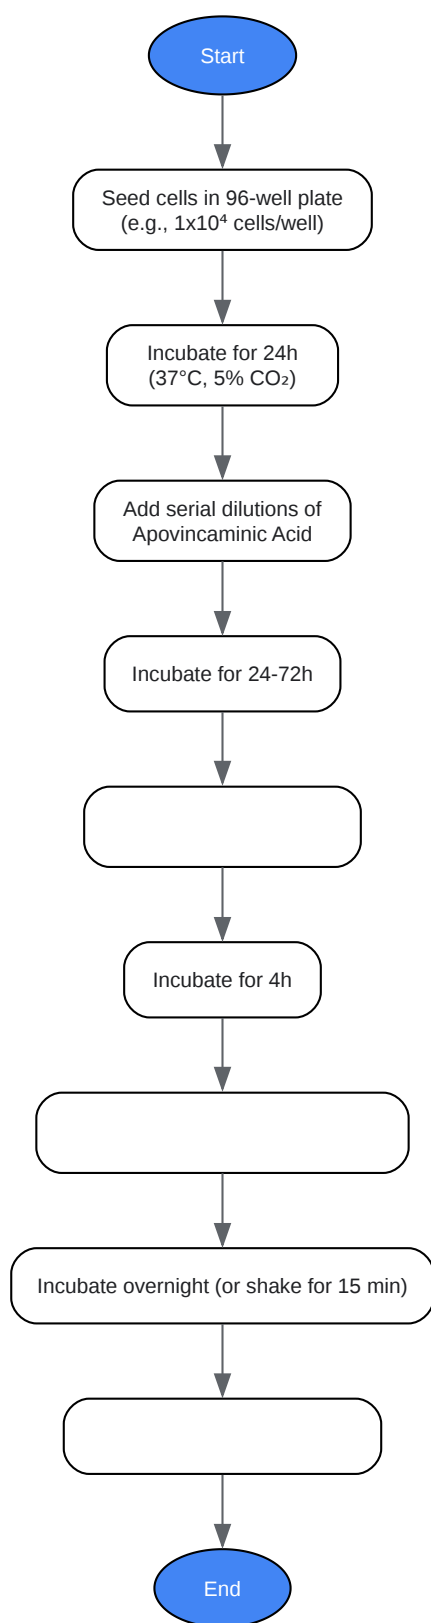 Start
Seed cells in 96-well plate
(e.g., 1x10⁴ cells/well)
Incubate for 24h
(37°C, 5% CO₂)
Add serial dilutions of
Apovincaminic Acid
Incubate for 24-72h
Incubate for 4h
Incubate overnight (or shake for 15 min)
End